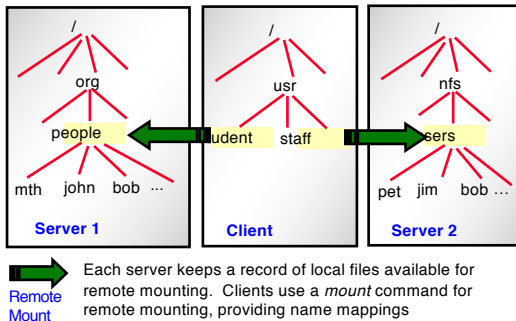 /
/
/
org
usr
nfs
people
udent
staff
sers
mth
john
bob
...
pet
jim
bob
...
Server 1
Client
Server 2
Each server keeps a record of local files available for
remote mounting. Clients use a mount command for
remote mounting, providing name mappings
Remote
Mount